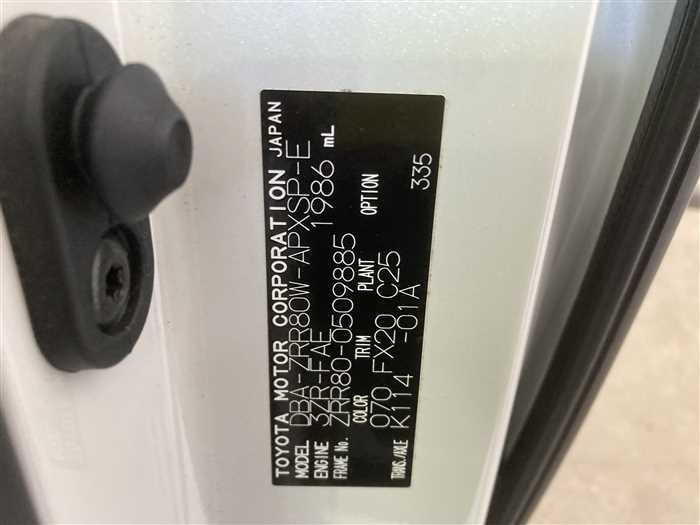 TOYOTA MOTOR CORPORATION JAPAN
MODEL DBA-ZRR80W-APXSP-E
ENGINE 3ZR-FAE 1986 mL
FRAME No. ZRR80-0509885
COLOR TRIM PLANT OPTION
070 FX20 C25
TRANS./AXLE K114 -01A 335